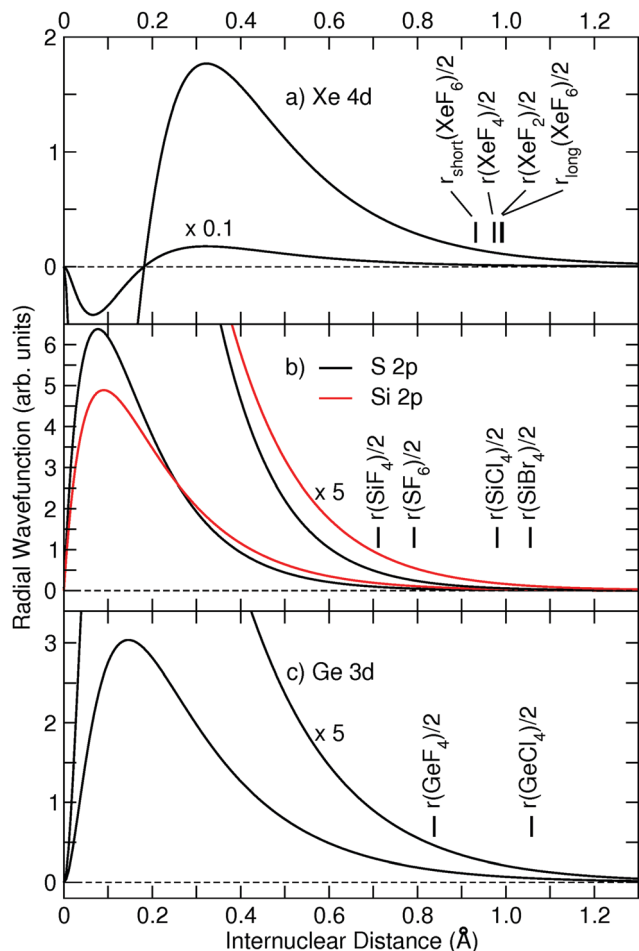 0 0.2 0.4 0.6 0.8 1.0 1.2
2
1
0
a) Xe 4d
x 0.1
r_short(XeF_6)/2
r(XeF_4)/2
r(XeF_2)/2
r_long(XeF_6)/2
Radial Wavefunction (arb. units)
6
5
4
3
2
1
0
b)
S 2p
Si 2p
x 5
r(SiF_4)/2
r(SF_6)/2
r(SiCl_4)/2
r(SiBr_4)/2
3
2
1
0
c) Ge 3d
x 5
r(GeF_4)/2
r(GeCl_4)/2
0 0.2 0.4 0.6 0.8 1.0 1.2
Internuclear Distance (Å)